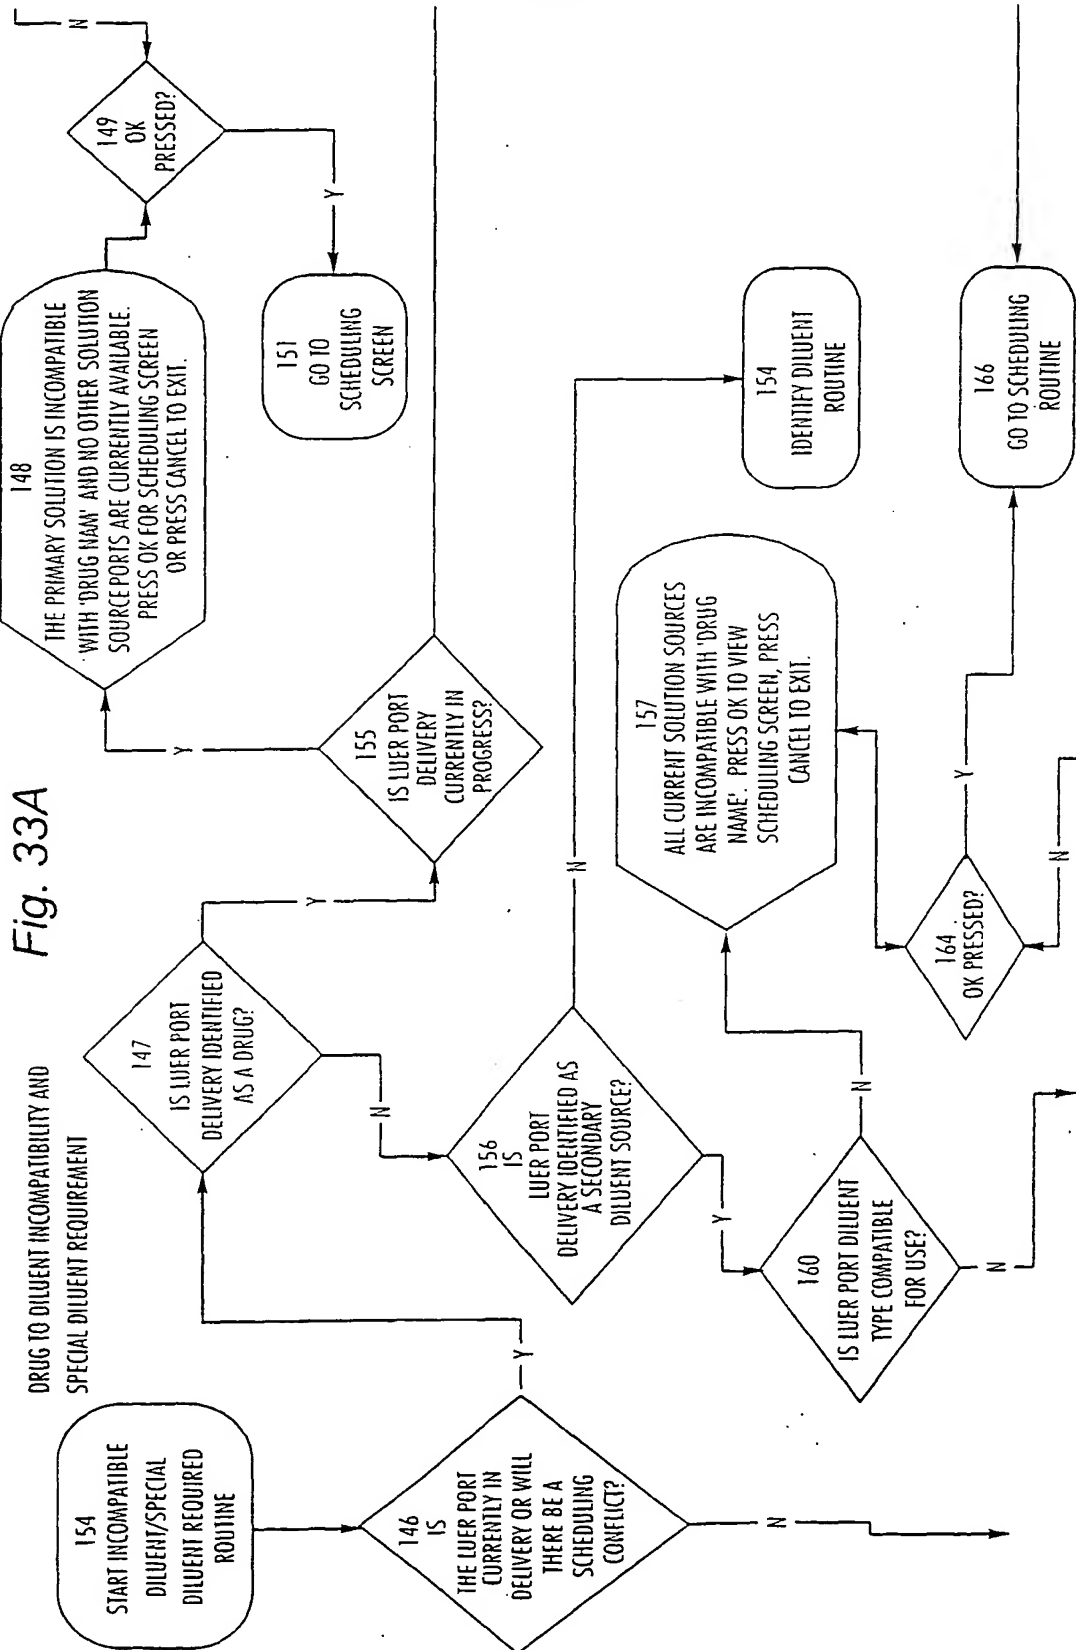 Fig. 33A
DRUG TO DILUENT INCOMPATIBILITY AND
SPECIAL DILUENT REQUIREMENT
154
START INCOMPATIBLE
DILUENT/SPECIAL
DILUENT REQUIRED
ROUTINE
146
IS
THE LUER PORT
CURRENTLY IN
DELIVERY OR WILL
THERE BE A
SCHEDULING
CONFLICT?
Y
N
147
IS LUER PORT
DELIVERY IDENTIFIED
AS A DRUG?
Y
N
155
IS LUER PORT
DELIVERY
CURRENTLY IN
PROGRESS?
Y
148
THE PRIMARY SOLUTION IS INCOMPATIBLE
WITH 'DRUG NAM' AND NO OTHER SOLUTION
SOURCE PORTS ARE CURRENTLY AVAILABLE.
PRESS OK FOR SCHEDULING SCREEN
OR PRESS CANCEL TO EXIT.
149
OK
PRESSED?
N
Y
151
GO TO
SCHEDULING
SCREEN
156
IS
LUER PORT
DELIVERY IDENTIFIED AS
A SECONDARY
DILUENT SOURCE?
N
Y
154
IDENTIFY DILUENT
ROUTINE
160
IS LUER PORT DILUENT
TYPE COMPATIBLE
FOR USE?
N
N
157
ALL CURRENT SOLUTION SOURCES
ARE INCOMPATIBLE WITH 'DRUG
NAME'. PRESS OK TO VIEW
SCHEDULING SCREEN, PRESS
CANCEL TO EXIT.
164
OK PRESSED?
Y
N
166
GO TO SCHEDULING
ROUTINE